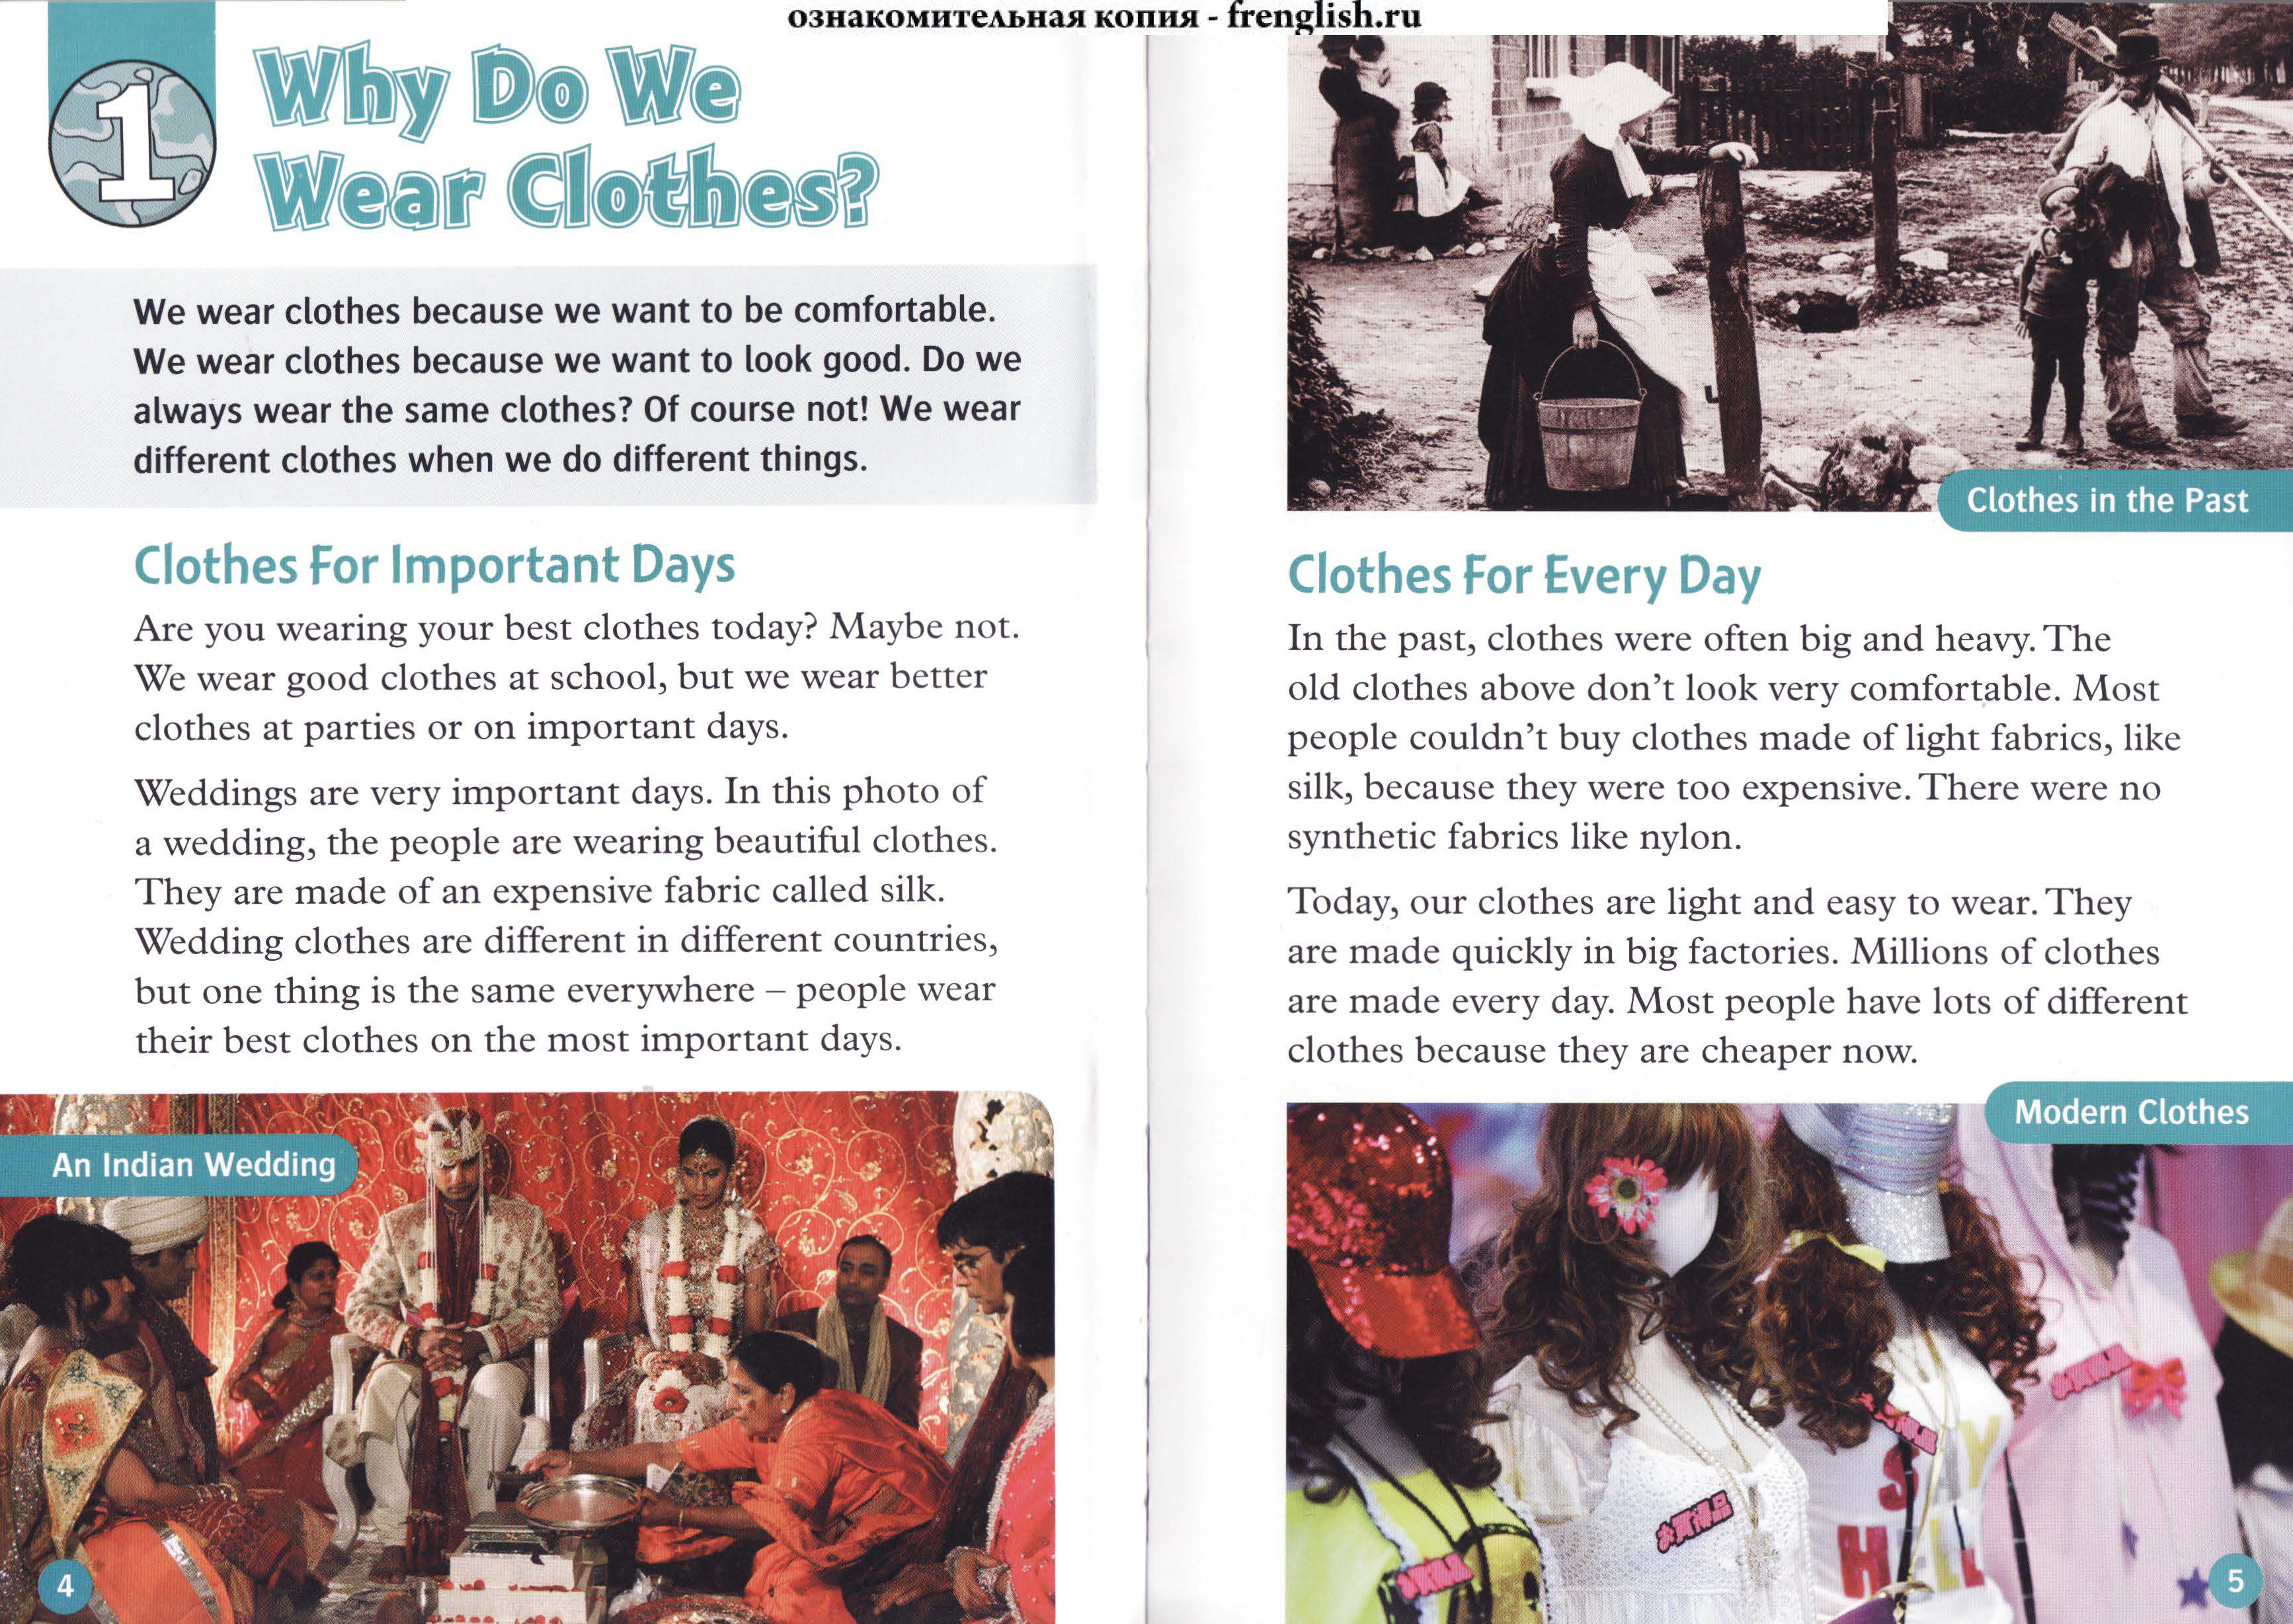 ознакомительная копия - frenglish.ru
1
Why Do We
Wear Clothes?
We wear clothes because we want to be comfortable.
We wear clothes because we want to look good. Do we
always wear the same clothes? Of course not! We wear
different clothes when we do different things.
Clothes For Important Days
Are you wearing your best clothes today? Maybe not.
We wear good clothes at school, but we wear better
clothes at parties or on important days.
Weddings are very important days. In this photo of
a wedding, the people are wearing beautiful clothes.
They are made of an expensive fabric called silk.
Wedding clothes are different in different countries,
but one thing is the same everywhere – people wear
their best clothes on the most important days.
An Indian Wedding
4
Clothes in the Past
Clothes For Every Day
In the past, clothes were often big and heavy. The
old clothes above don't look very comfortable. Most
people couldn't buy clothes made of light fabrics, like
silk, because they were too expensive. There were no
synthetic fabrics like nylon.
Today, our clothes are light and easy to wear. They
are made quickly in big factories. Millions of clothes
are made every day. Most people have lots of different
clothes because they are cheaper now.
Modern Clothes
お買得品
5